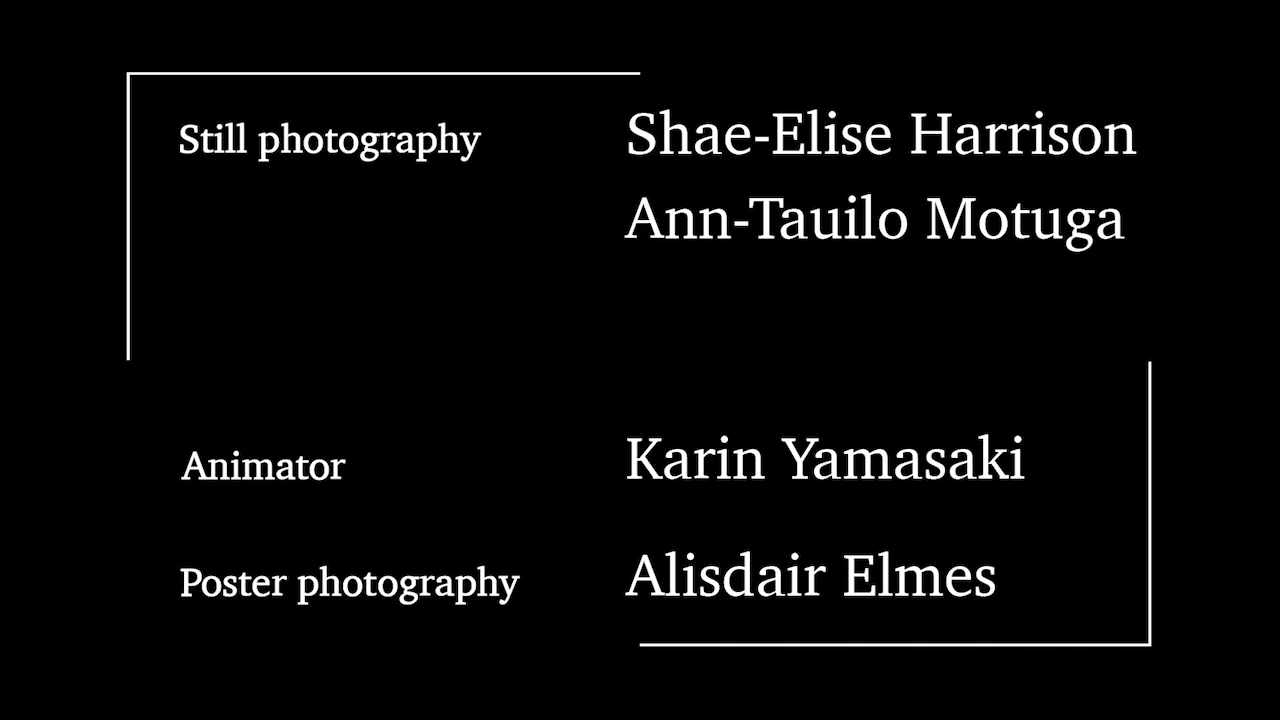 Still photography Shae-Elise Harrison
Ann-Tauilo Motuga
Animator Karin Yamasaki
Poster photography Alisdair Elmes